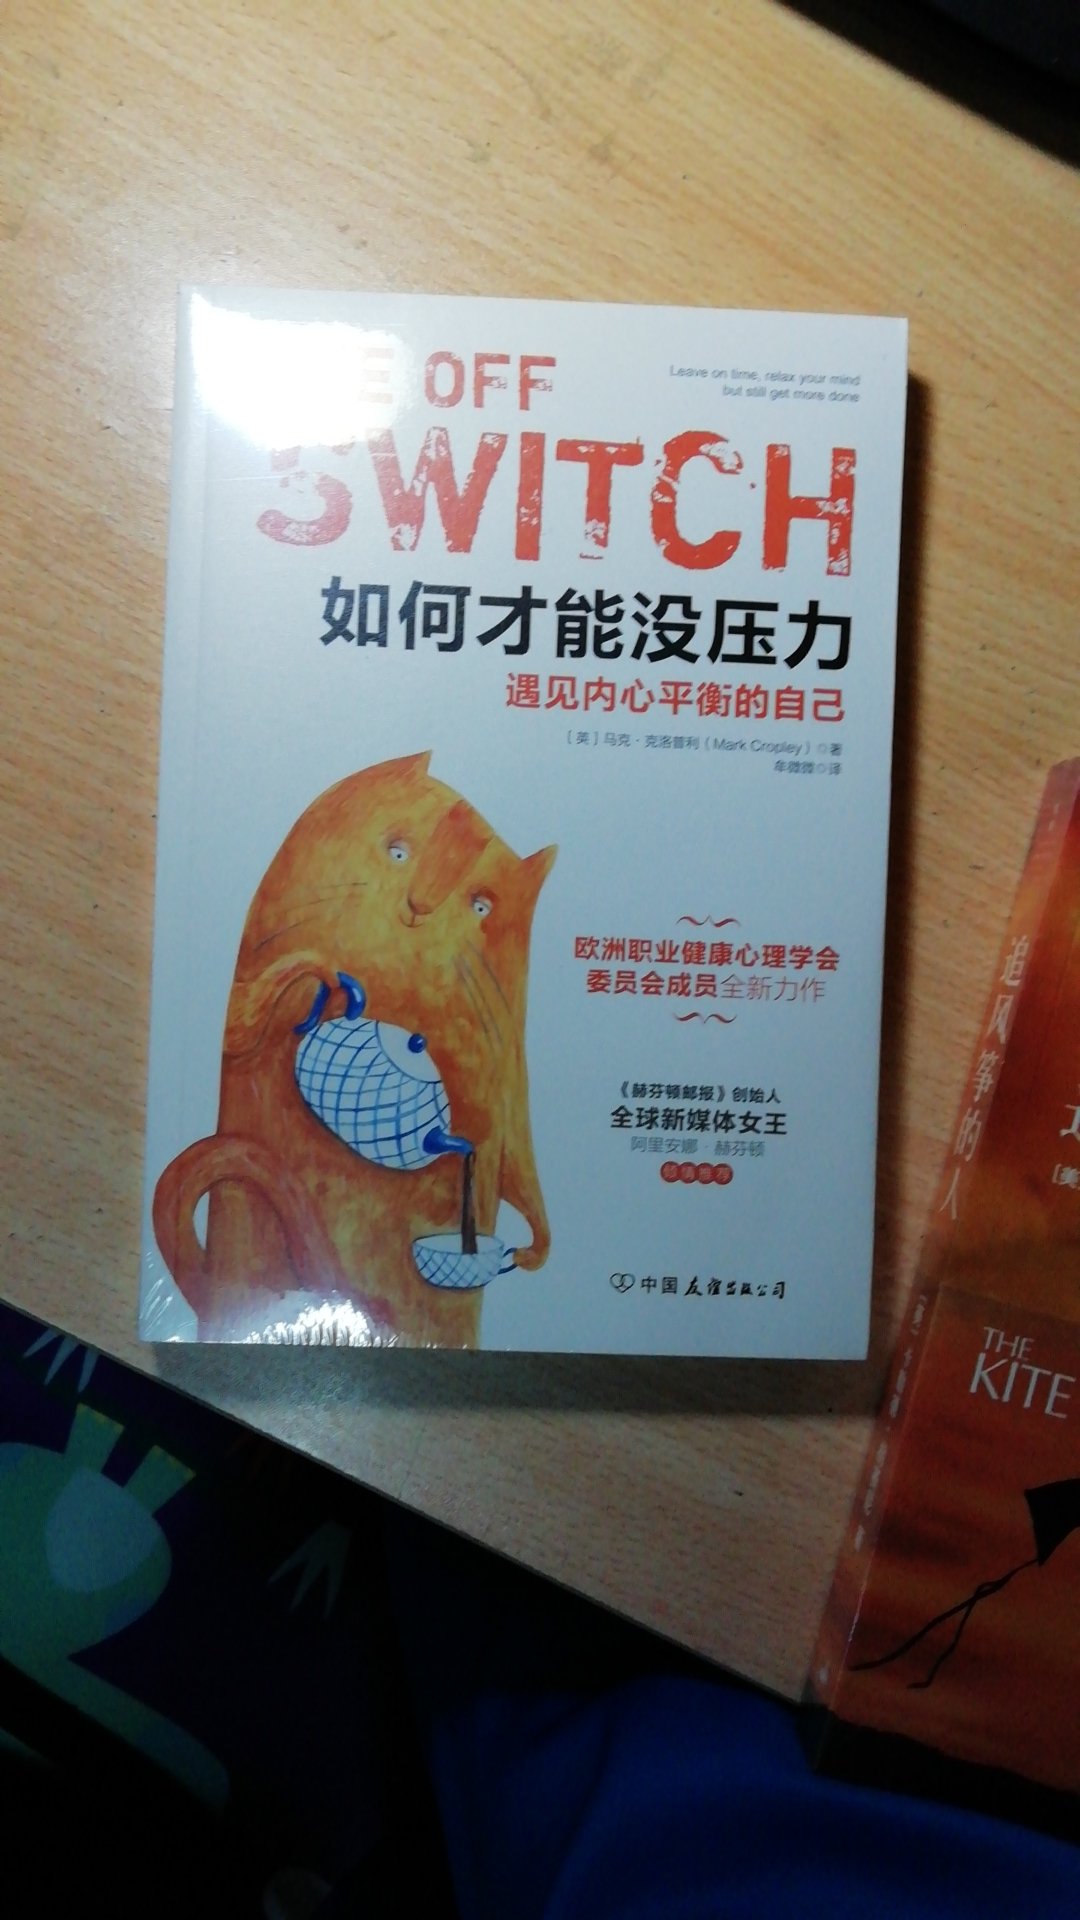 OFF
SWITCH
Leave on time, relax your mind
but still get more done
如何才能没压力
遇见内心平衡的自己
［英］马克·克洛普利（Mark Cropley）◎著
牟微微◎译
欧洲职业健康心理学会
委员会成员全新力作
《赫芬顿邮报》创始人
全球新媒体女王
阿里安娜·赫芬顿
倾情推荐
中国友谊出版公司
追风筝的人
THE
KITE
[美